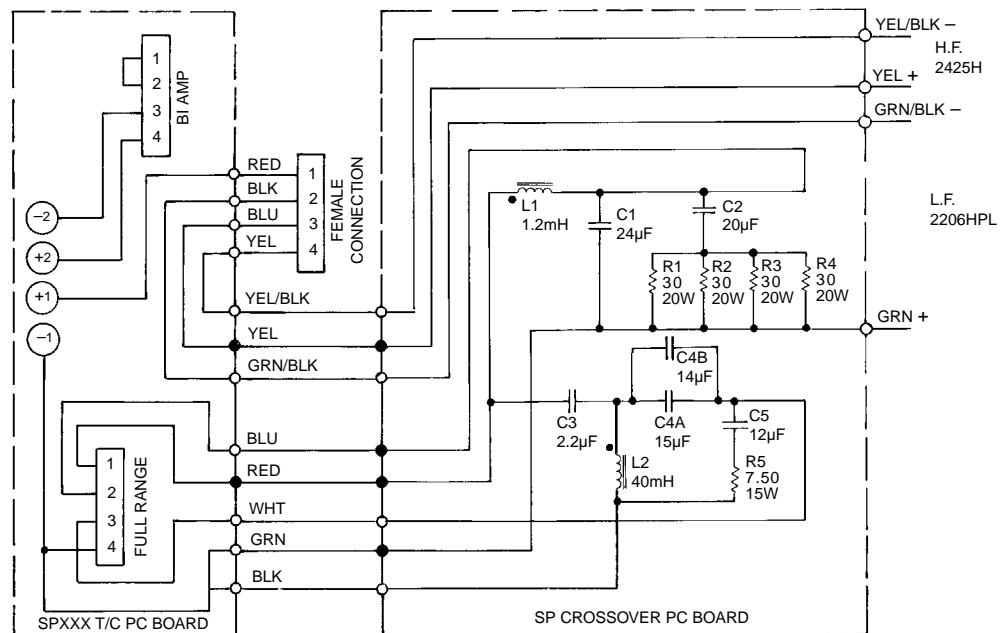 YEL/BLK −
H.F.
2425H
YEL +
GRN/BLK −
1
2
3
4
BI AMP
−2
+2
+1
−1
RED
BLK
BLU
YEL
1
2
3
4
FEMALE
CONNECTION
YEL/BLK
YEL
GRN/BLK
L1
1.2mH
C1
24µF
C2
20µF
L.F.
2206HPL
R1
30
20W
R2
30
20W
R3
30
20W
R4
30
20W
GRN +
C4B
14µF
C3
2.2µF
C4A
15µF
C5
12µF
L2
40mH
R5
7.50
15W
BLU
RED
WHT
GRN
BLK
1
2
3
4
FULL RANGE
SPXXX T/C PC BOARD
SP CROSSOVER PC BOARD